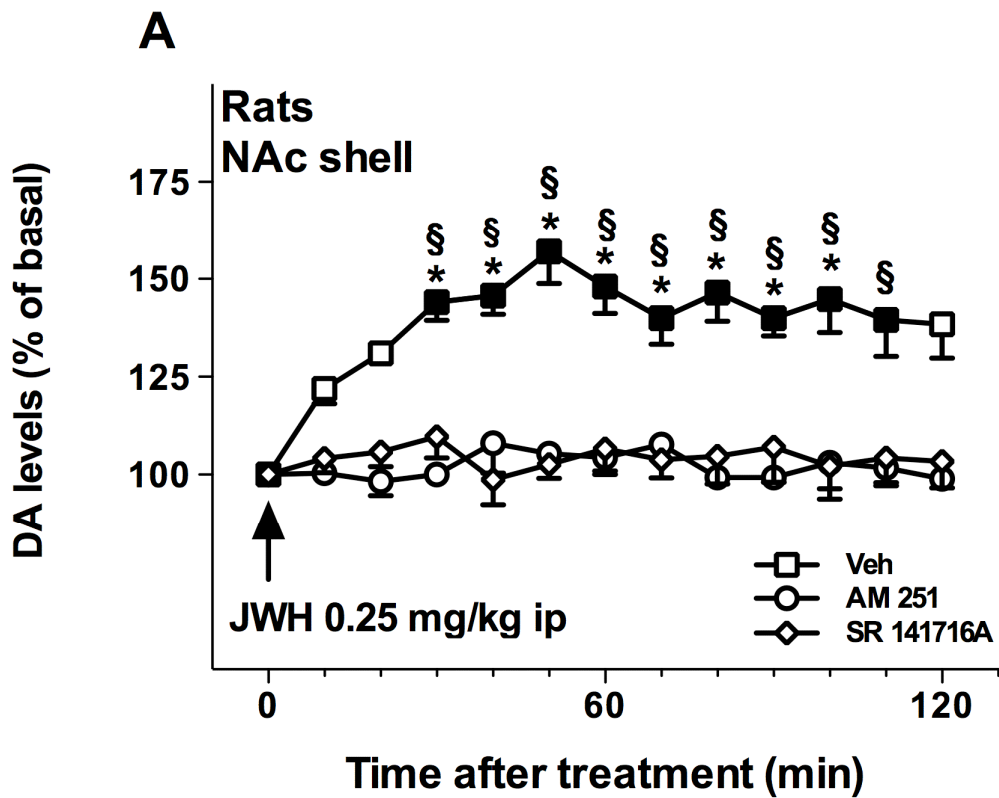 A
Rats
NAc shell
DA levels (% of basal)
175
150
125
100
§ § § § § § § § §
* * * * * * * *
JWH 0.25 mg/kg ip
Veh
AM 251
SR 141716A
0 60 120
Time after treatment (min)